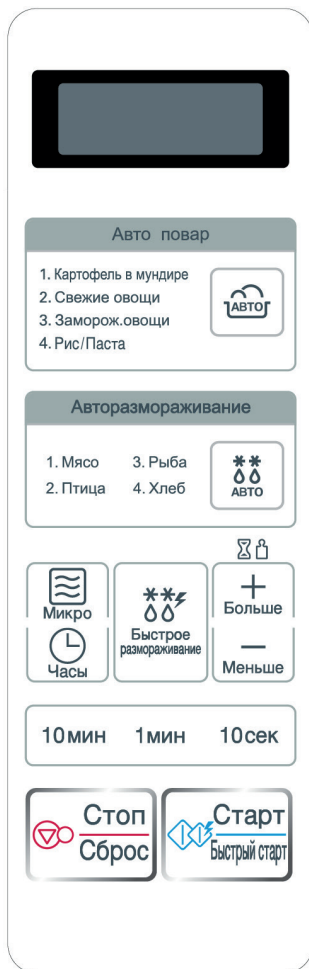 Авто повар
1. Картофель в мундире
2. Свежие овощи
3. Заморож.овощи
4. Рис/Паста
АВТО
Авторазмораживание
1. Мясо 3. Рыба
2. Птица 4. Хлеб
АВТО
Микро
Часы
Быстрое
размораживание
Больше
Меньше
10мин 1мин 10сек
Стоп
Сброс
Старт
Быстрый старт